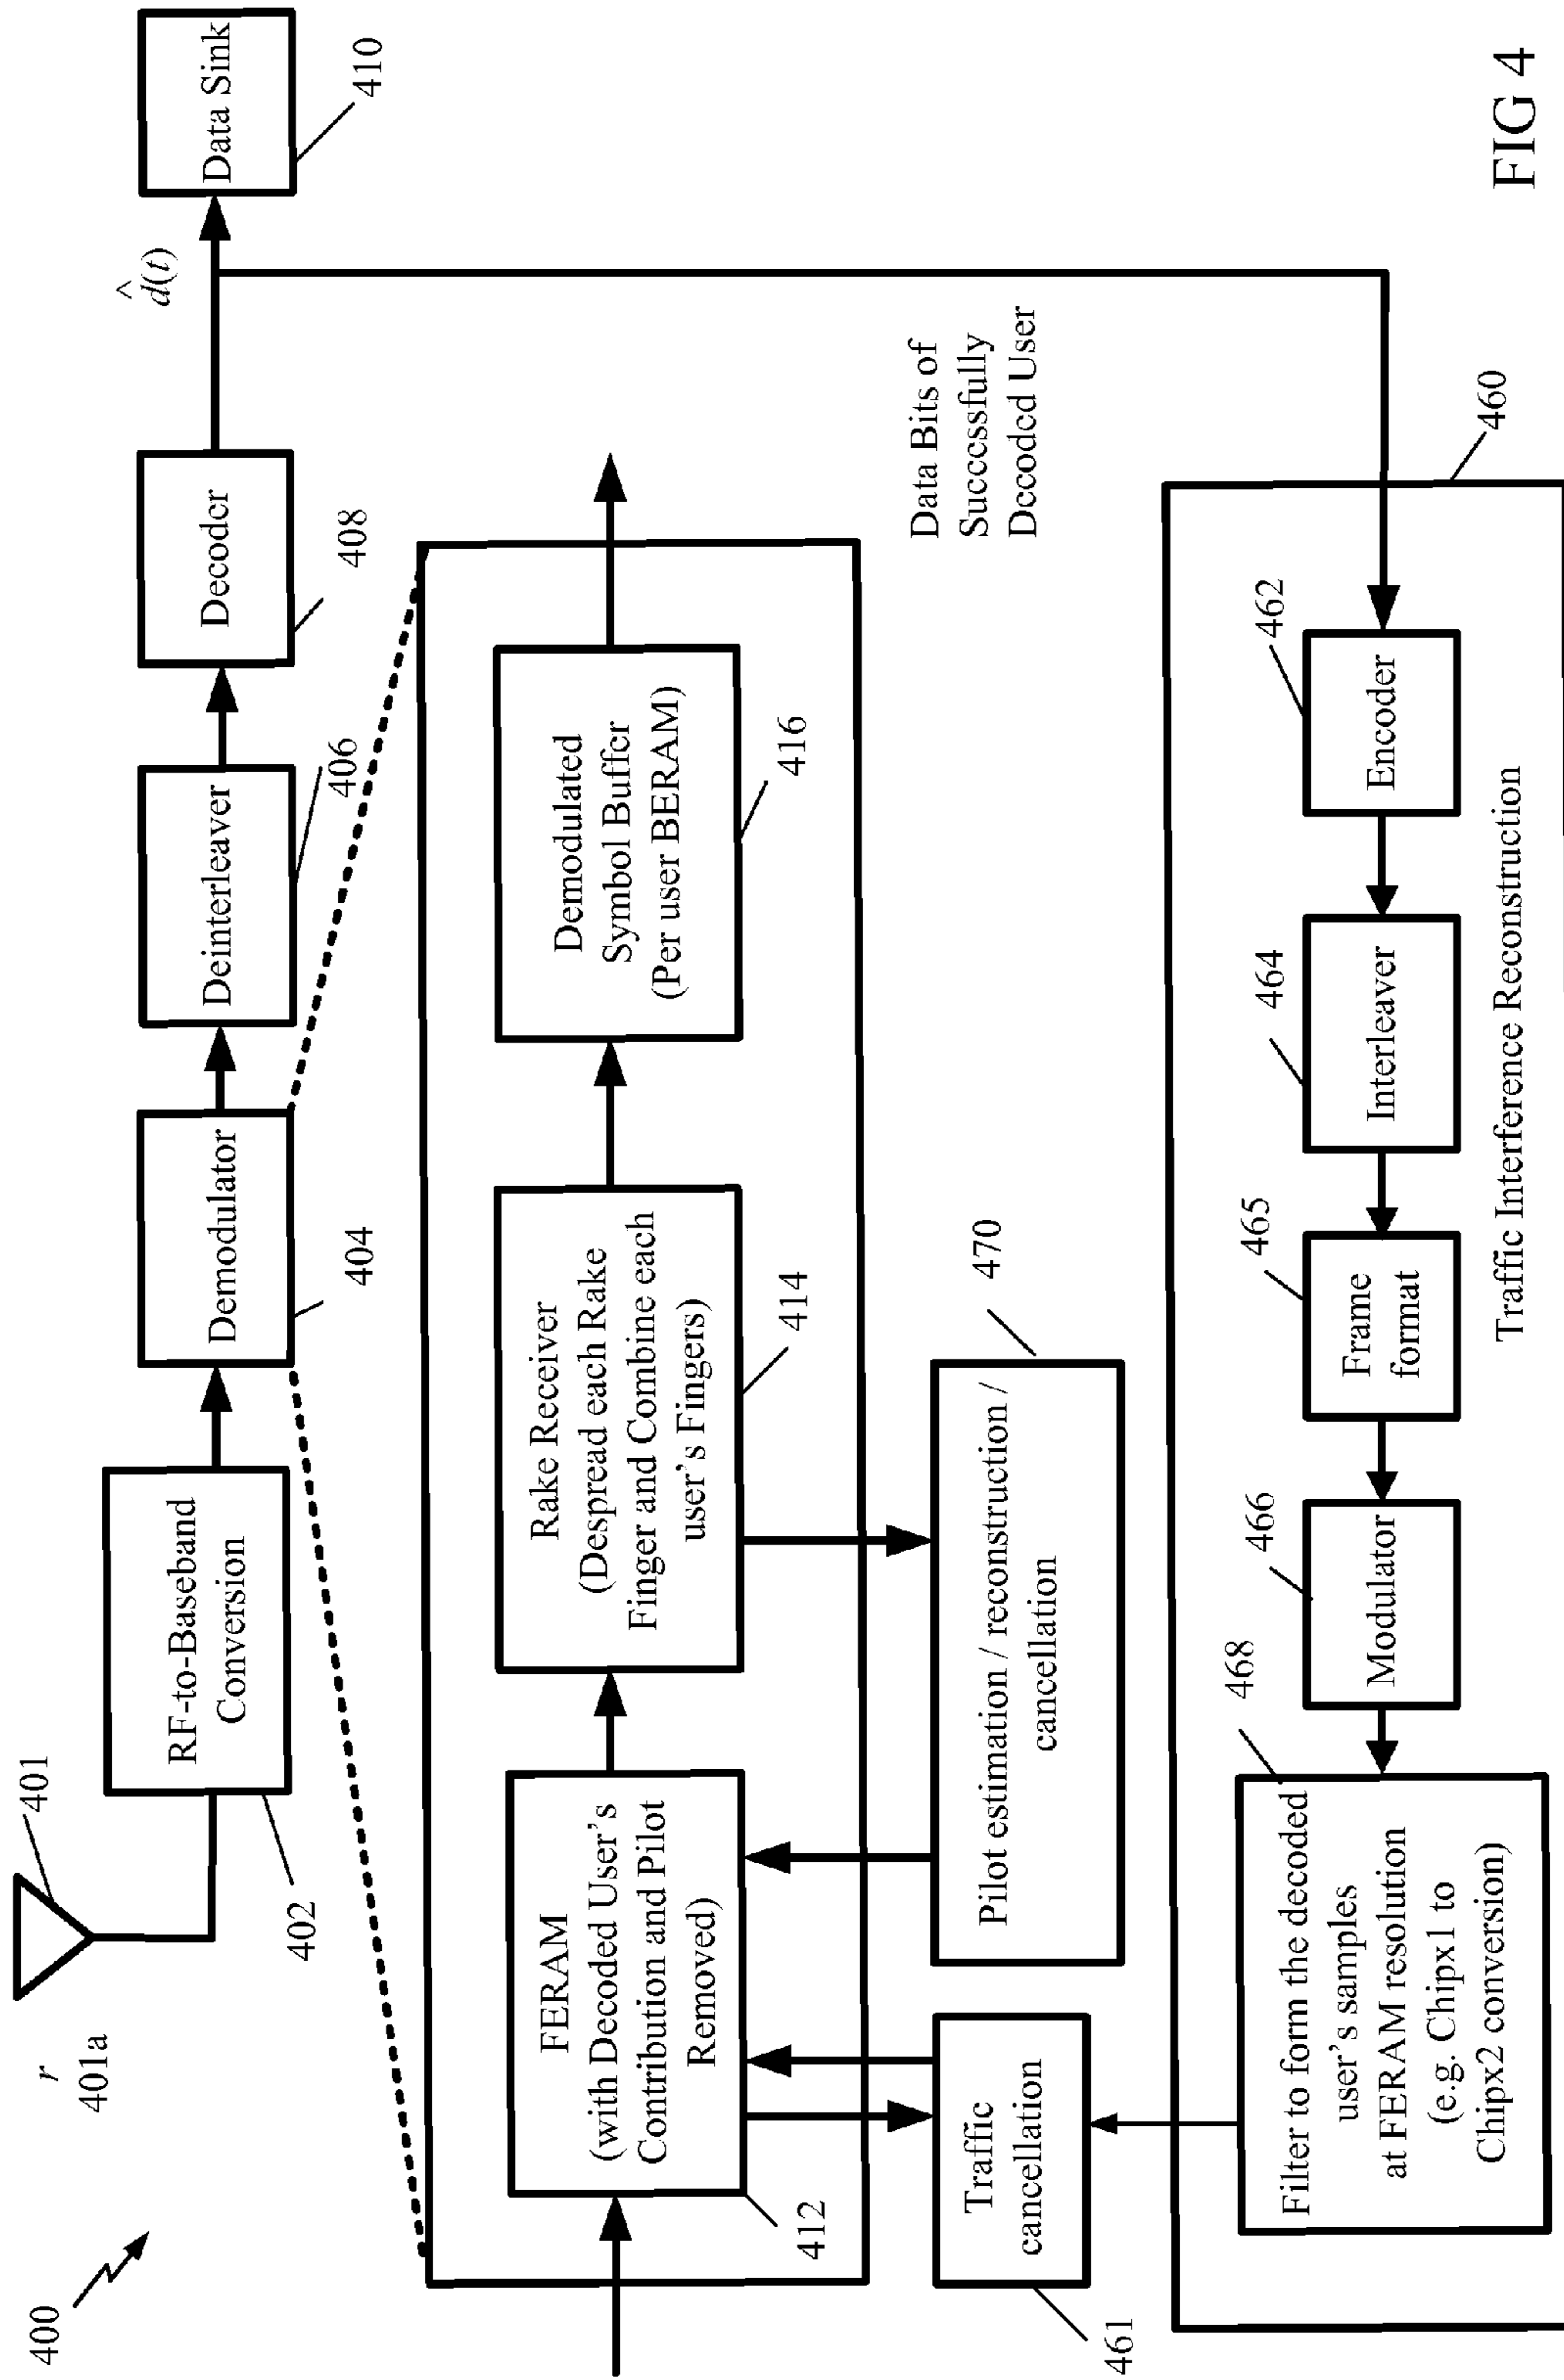 400
r
401a
401
RF-to-Baseband
Conversion
402
Demodulator
404
Deinterleaver
406
Decoder
408
^
d(t)
Data Sink
410
FERAM
(with Decoded User's
Contribution and Pilot
Removed)
412
Rake Receiver
(Despread each Rake
Finger and Combine each
user's Fingers)
414
Demodulated
Symbol Buffer
(Per user BERAM)
416
Traffic
cancellation
461
Pilot estimation / reconstruction /
cancellation
470
Data Bits of
Successfully
Decoded User
460
Encoder
462
Interleaver
464
Frame
format
465
Modulator
466
Filter to form the decoded
user's samples
at FERAM resolution
(e.g. Chipx1 to
Chipx2 conversion)
468
Traffic Interference Reconstruction
FIG 4